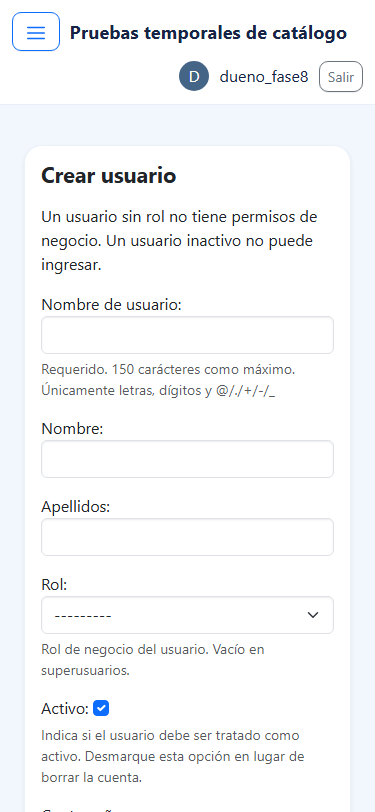 Pruebas temporales de catálogo
D dueno_fase8 Salir
Crear usuario
Un usuario sin rol no tiene permisos de
negocio. Un usuario inactivo no puede
ingresar.
Nombre de usuario:
Requerido. 150 carácteres como máximo.
Únicamente letras, dígitos y @/./+/-/_
Nombre:
Apellidos:
Rol:
---------
Rol de negocio del usuario. Vacío en
superusuarios.
Activo:
Indica si el usuario debe ser tratado como
activo. Desmarque esta opción en lugar de
borrar la cuenta.